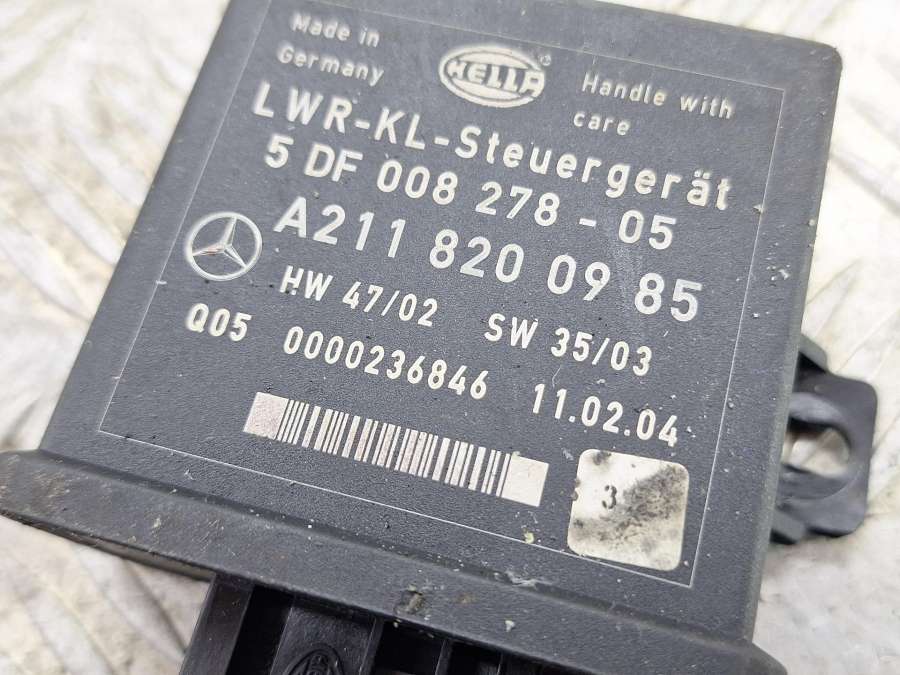 Made in Germany
HELLA
Handle with care
LWR-KL-Steuergerät
5 DF 008 278 - 05
A211 820 09 85
HW 47/02 SW 35/03
Q05 0000236846 11.02.04
3